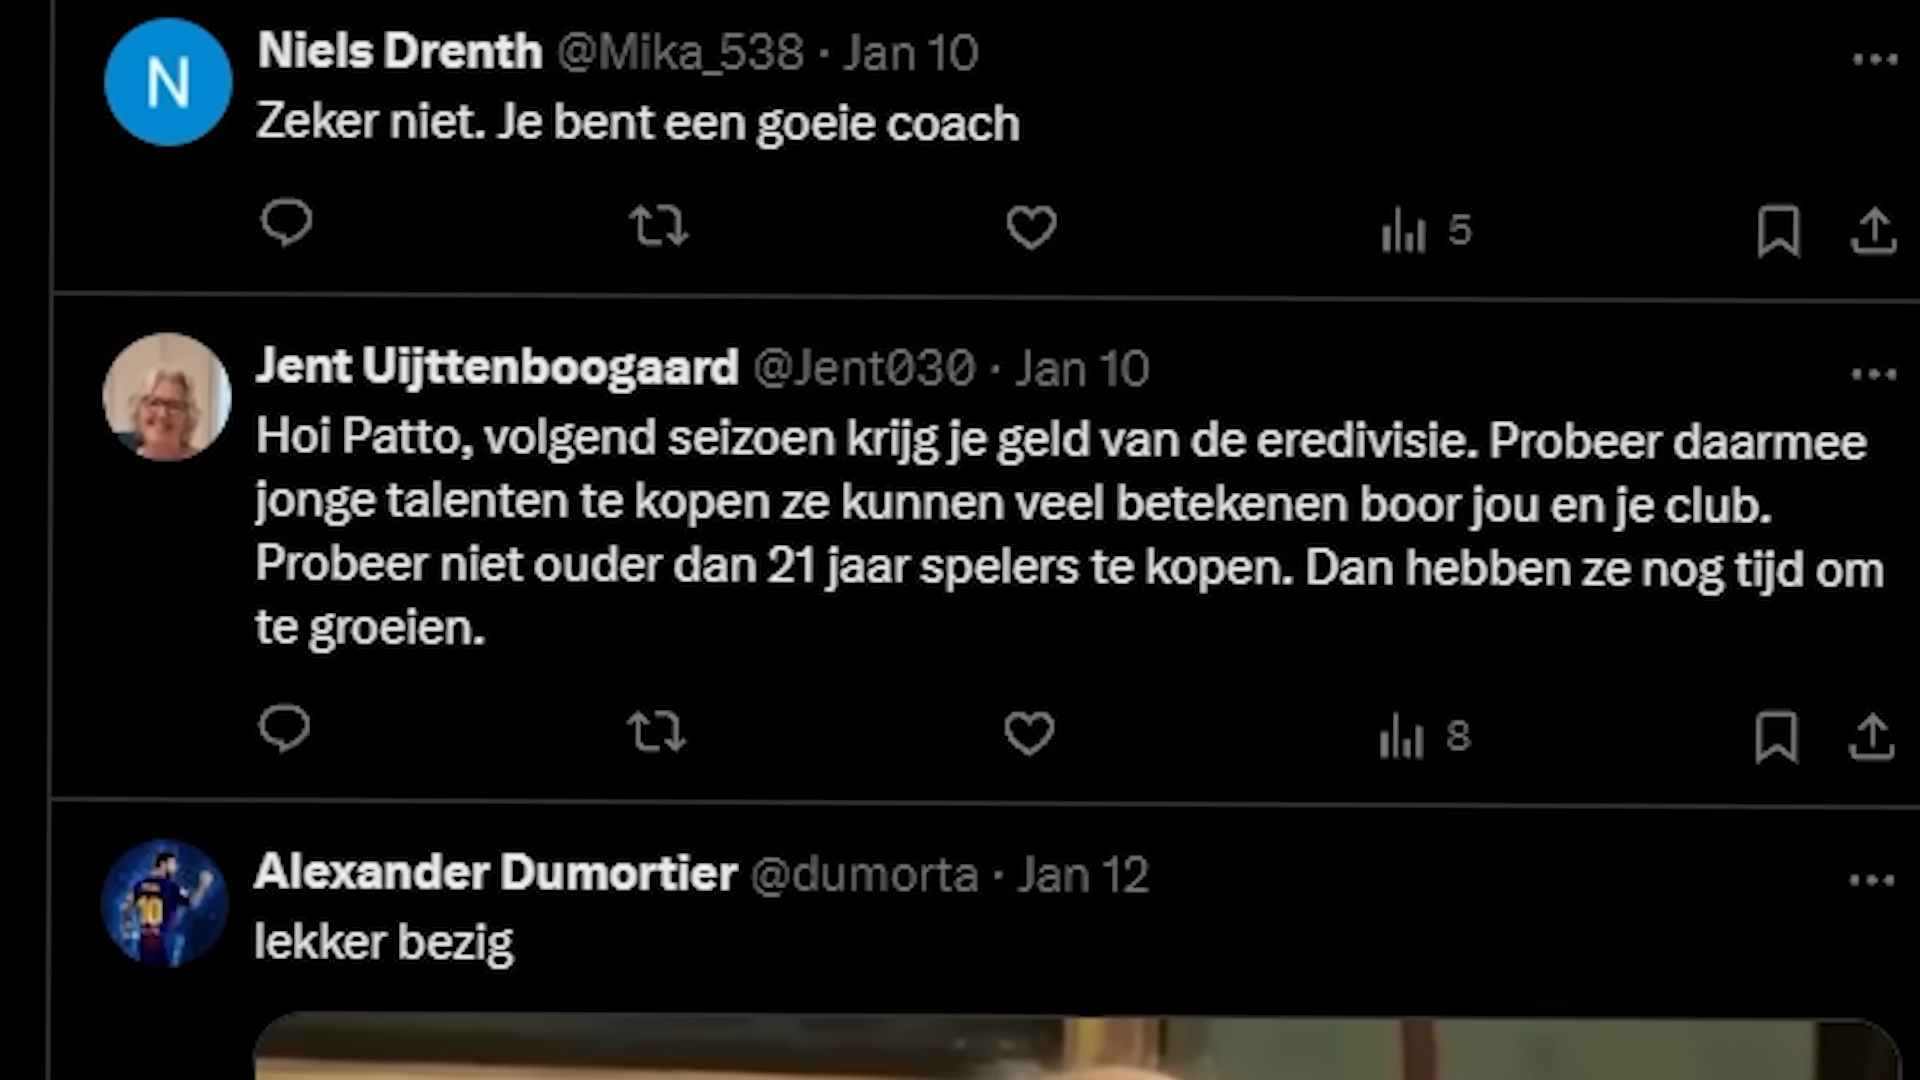 N
Niels Drenth @Mika_538 · Jan 10
Zeker niet. Je bent een goeie coach
5
Jent Uijttenboogaard @Jent030 · Jan 10
Hoi Patto, volgend seizoen krijg je geld van de eredivisie. Probeer daarmee
jonge talenten te kopen ze kunnen veel betekenen boor jou en je club.
Probeer niet ouder dan 21 jaar spelers te kopen. Dan hebben ze nog tijd om
te groeien.
8
10
Alexander Dumortier @dumorta · Jan 12
lekker bezig